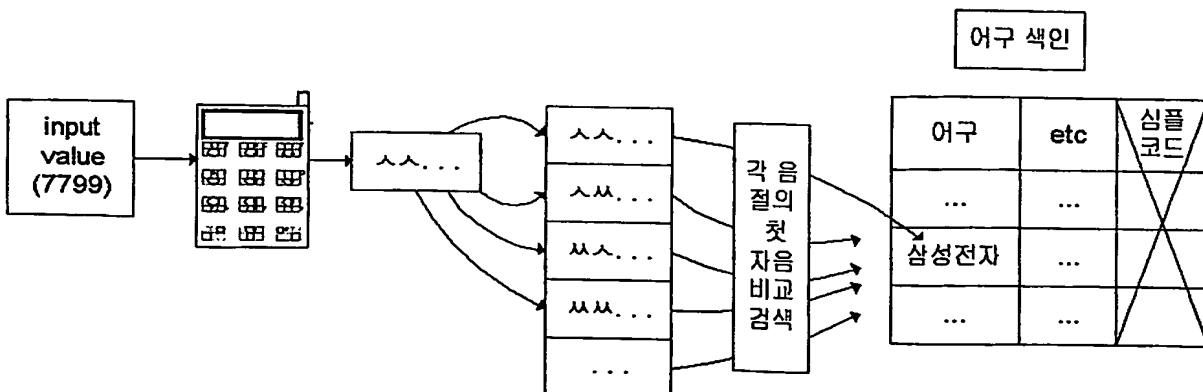 어구 색인
input
value
(7799)
ㅅㅅ...
ㅅㅅ...
ㅅㅆ...
ㅆㅅ...
ㅆㅆ...
...
각 음
절의
첫
자음
비교
검색
어구 etc 심플
코드
... ...
삼성전자 ...
... ...